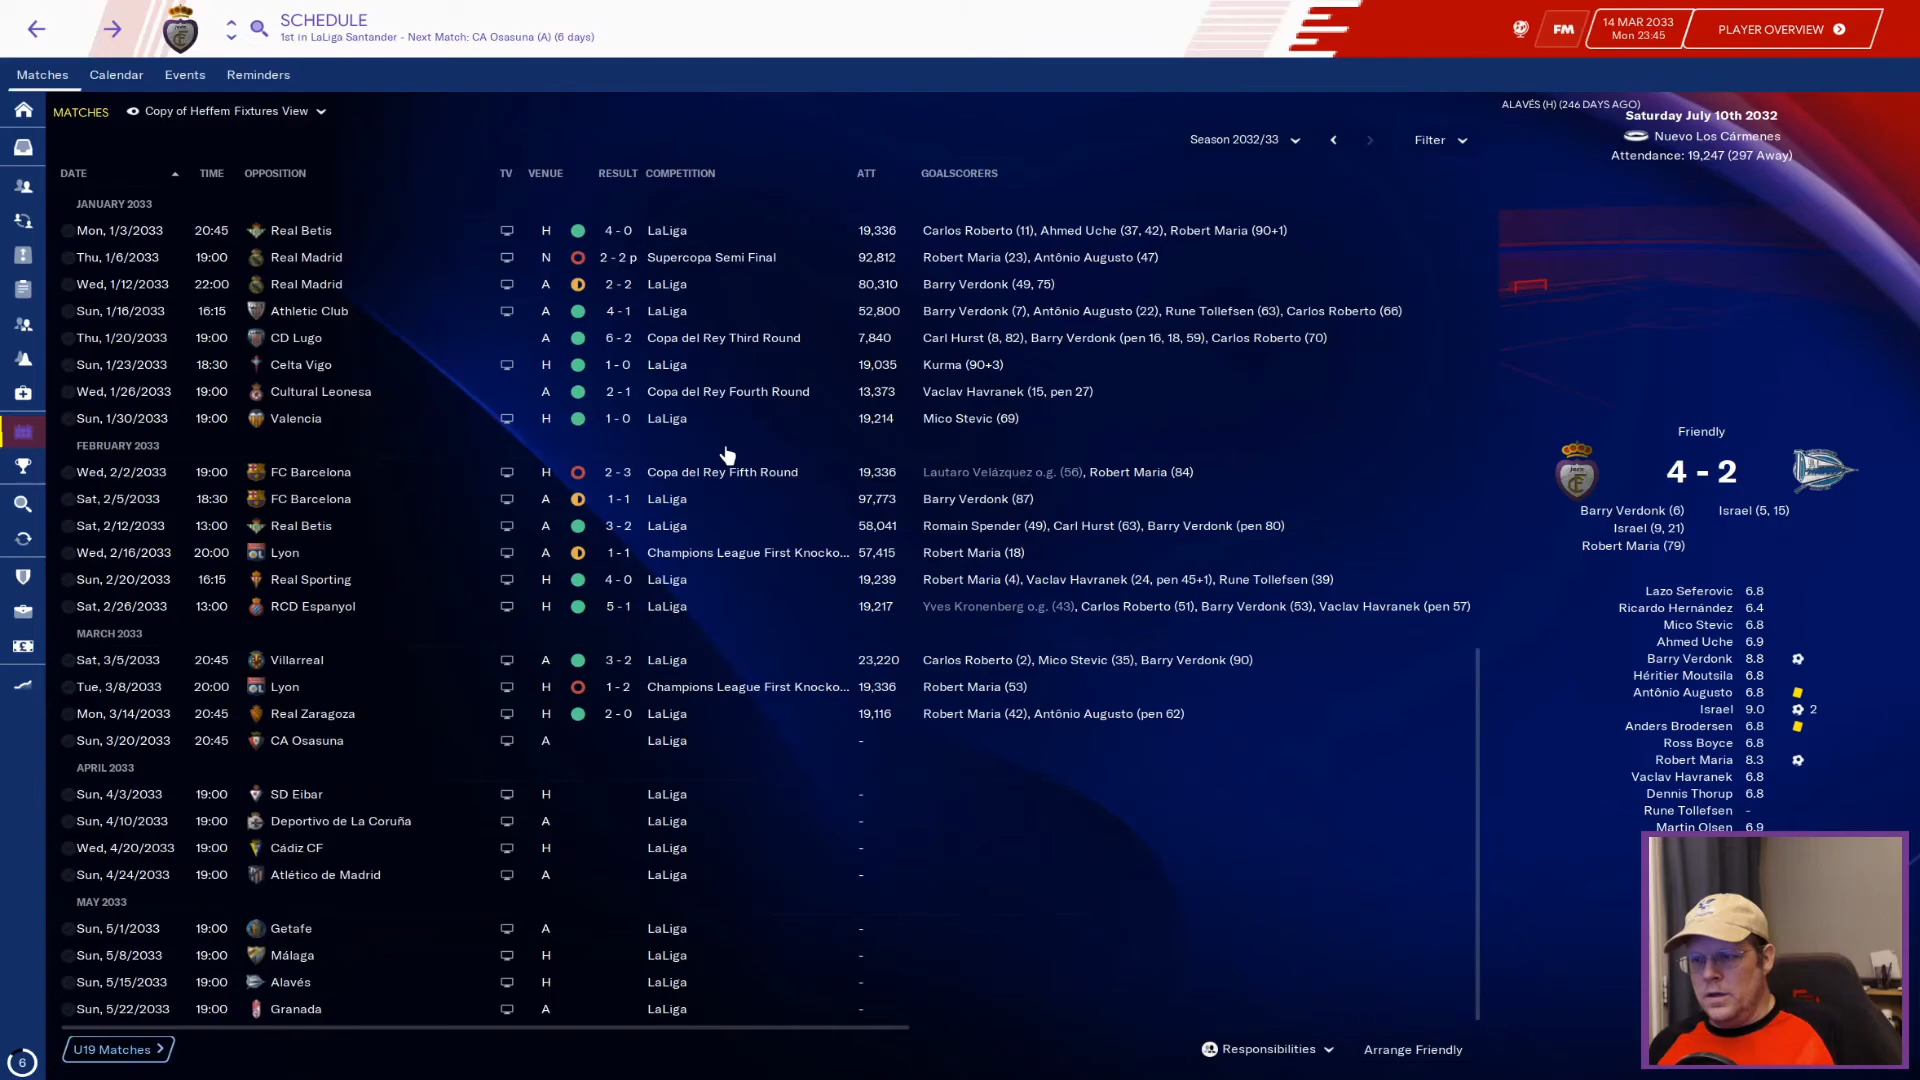 SCHEDULE
1st in LaLiga Santander - Next Match: CA Osasuna (A) (6 days)
FM
14 MAR 2033
Mon 23:45
PLAYER OVERVIEW
Matches Calendar Events Reminders
MATCHES Copy of Heffem Fixtures View
Season 2032/33 Filter
DATE TIME OPPOSITION TV VENUE RESULT COMPETITION ATT GOALSCORERS
JANUARY 2033
Mon, 1/3/2033 20:45 Real Betis H 4 - 0 LaLiga 19,336 Carlos Roberto (11), Ahmed Uche (37, 42), Robert Maria (90+1)
Thu, 1/6/2033 19:00 Real Madrid N 2 - 2 p Supercopa Semi Final 92,812 Robert Maria (23), Antônio Augusto (47)
Wed, 1/12/2033 22:00 Real Madrid A 2 - 2 LaLiga 80,310 Barry Verdonk (49, 75)
Sun, 1/16/2033 16:15 Athletic Club A 4 - 1 LaLiga 52,800 Barry Verdonk (7), Antônio Augusto (22), Rune Tollefsen (63), Carlos Roberto (66)
Thu, 1/20/2033 19:00 CD Lugo A 6 - 2 Copa del Rey Third Round 7,840 Carl Hurst (8, 82), Barry Verdonk (pen 16, 18, 59), Carlos Roberto (70)
Sun, 1/23/2033 18:30 Celta Vigo H 1 - 0 LaLiga 19,035 Kurma (90+3)
Wed, 1/26/2033 19:00 Cultural Leonesa A 2 - 1 Copa del Rey Fourth Round 13,373 Vaclav Havranek (15, pen 27)
Sun, 1/30/2033 19:00 Valencia H 1 - 0 LaLiga 19,214 Mico Stevic (69)
FEBRUARY 2033
Wed, 2/2/2033 19:00 FC Barcelona H 2 - 3 Copa del Rey Fifth Round 19,336 Lautaro Velázquez o.g. (56), Robert Maria (84)
Sat, 2/5/2033 18:30 FC Barcelona A 1 - 1 LaLiga 97,773 Barry Verdonk (87)
Sat, 2/12/2033 13:00 Real Betis A 3 - 2 LaLiga 58,041 Romain Spender (49), Carl Hurst (63), Barry Verdonk (pen 80)
Wed, 2/16/2033 20:00 Lyon A 1 - 1 Champions League First Knocko... 57,415 Robert Maria (18)
Sun, 2/20/2033 16:15 Real Sporting H 4 - 0 LaLiga 19,239 Robert Maria (4), Vaclav Havranek (24, pen 45+1), Rune Tollefsen (39)
Sat, 2/26/2033 13:00 RCD Espanyol H 5 - 1 LaLiga 19,217 Yves Kronenberg o.g. (43), Carlos Roberto (51), Barry Verdonk (53), Vaclav Havranek (pen 57)
MARCH 2033
Sat, 3/5/2033 20:45 Villarreal A 3 - 2 LaLiga 23,220 Carlos Roberto (2), Mico Stevic (35), Barry Verdonk (90)
Tue, 3/8/2033 20:00 Lyon H 1 - 2 Champions League First Knocko... 19,336 Robert Maria (53)
Mon, 3/14/2033 20:45 Real Zaragoza H 2 - 0 LaLiga 19,116 Robert Maria (42), Antônio Augusto (pen 62)
Sun, 3/20/2033 20:45 CA Osasuna A LaLiga -
APRIL 2033
Sun, 4/3/2033 19:00 SD Eibar H LaLiga -
Sun, 4/10/2033 19:00 Deportivo de La Coruña A LaLiga -
Wed, 4/20/2033 19:00 Cádiz CF H LaLiga -
Sun, 4/24/2033 19:00 Atlético de Madrid A LaLiga -
MAY 2033
Sun, 5/1/2033 19:00 Getafe A LaLiga -
Sun, 5/8/2033 19:00 Málaga H LaLiga -
Sun, 5/15/2033 19:00 Alavés H LaLiga -
Sun, 5/22/2033 19:00 Granada A LaLiga -
U19 Matches
Responsibilities Arrange Friendly
6
ALAVÉS (H) (246 DAYS AGO)
Saturday July 10th 2032
Nuevo Los Cármenes
Attendance: 19,247 (297 Away)
Friendly
4 - 2
Barry Verdonk (6) Israel (5, 15)
Israel (9, 21)
Robert Maria (79)
Lazo Seferovic 6.8
Ricardo Hernández 6.4
Mico Stevic 6.8
Ahmed Uche 6.9
Barry Verdonk 8.8
Héritier Moutsila 6.8
Antônio Augusto 6.8
Israel 9.0 2
Anders Brodersen 6.8
Ross Boyce 6.8
Robert Maria 8.3
Vaclav Havranek 6.8
Dennis Thorup 6.8
Rune Tollefsen -
Martin Olsen 6.9